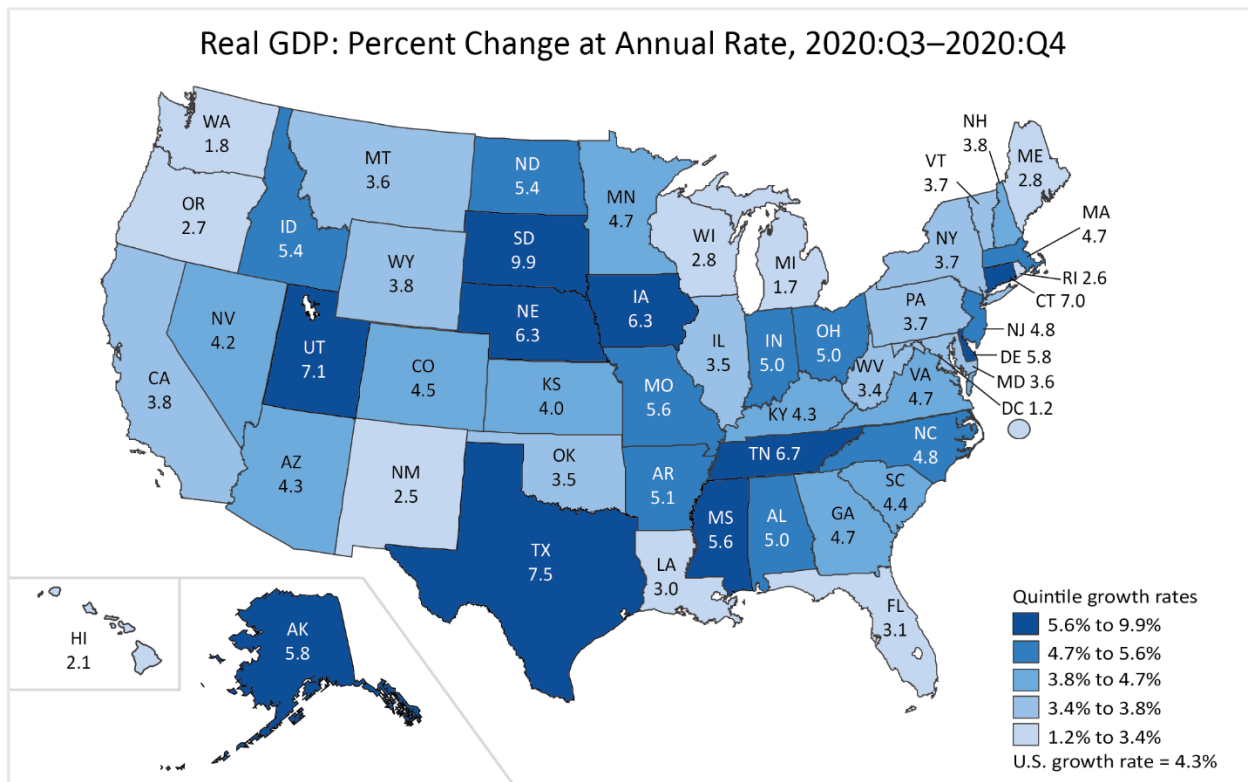 Real GDP: Percent Change at Annual Rate, 2020:Q3–2020:Q4
WA
1.8
OR
2.7
CA
3.8
ID
5.4
NV
4.2
MT
3.6
WY
3.8
UT
7.1
AZ
4.3
CO
4.5
NM
2.5
ND
5.4
SD
9.9
NE
6.3
KS
4.0
OK
3.5
TX
7.5
MN
4.7
IA
6.3
MO
5.6
AR
5.1
LA
3.0
WI
2.8
IL
3.5
MI
1.7
IN
5.0
OH
5.0
KY 4.3
TN 6.7
MS
5.6
AL
5.0
GA
4.7
FL
3.1
SC
4.4
NC
4.8
VA
4.7
WV
3.4
PA
3.7
NY
3.7
VT
3.7
NH
3.8
ME
2.8
MA
4.7
RI 2.6
CT 7.0
NJ 4.8
DE 5.8
MD 3.6
DC 1.2
HI
2.1
AK
5.8
Quintile growth rates
5.6% to 9.9%
4.7% to 5.6%
3.8% to 4.7%
3.4% to 3.8%
1.2% to 3.4%
U.S. growth rate = 4.3%